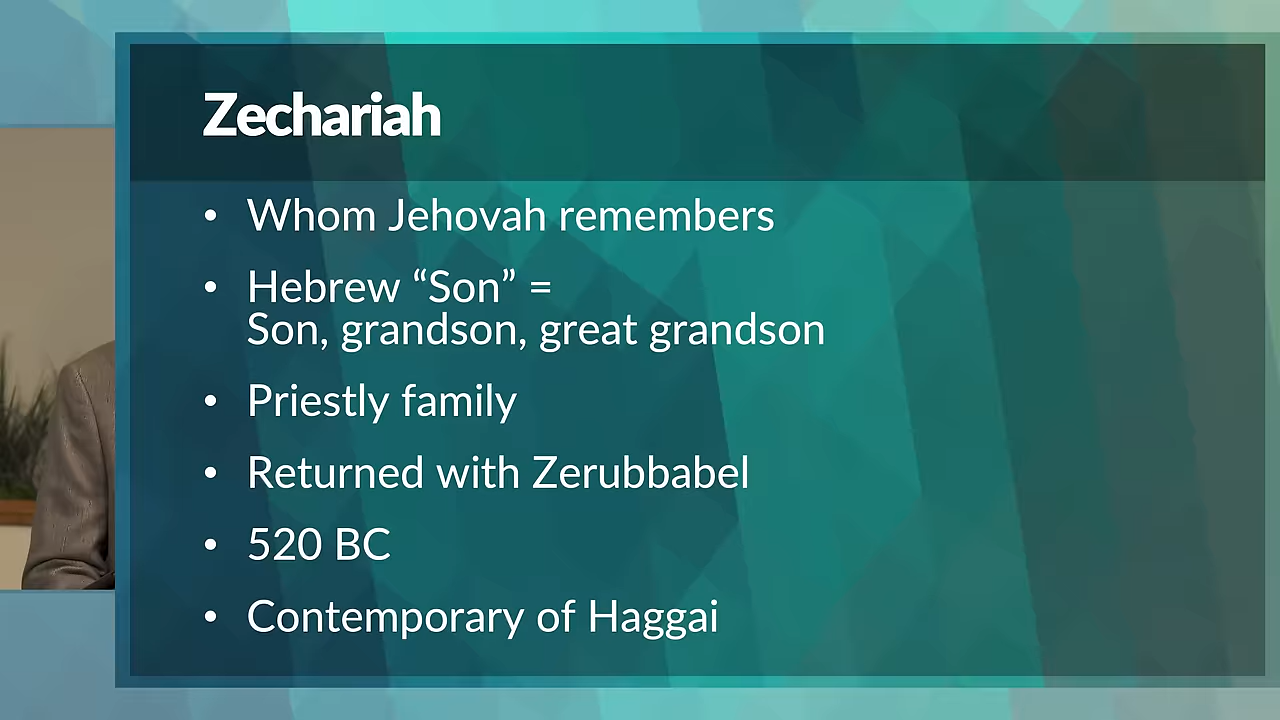 Zechariah
• Whom Jehovah remembers
• Hebrew “Son” =
Son, grandson, great grandson
• Priestly family
• Returned with Zerubbabel
• 520 BC
• Contemporary of Haggai